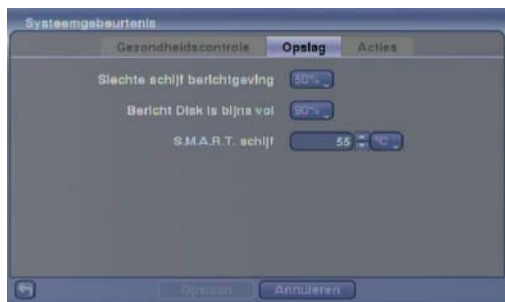 Systeemgebeurtenis
Gezondheidscontrole Opslag Acties
Slechte schijf berichtgeving 50%
Bericht Disk is bijna vol 90%
S.M.A.R.T. schijf 55 °C
Opslaan Annuleren